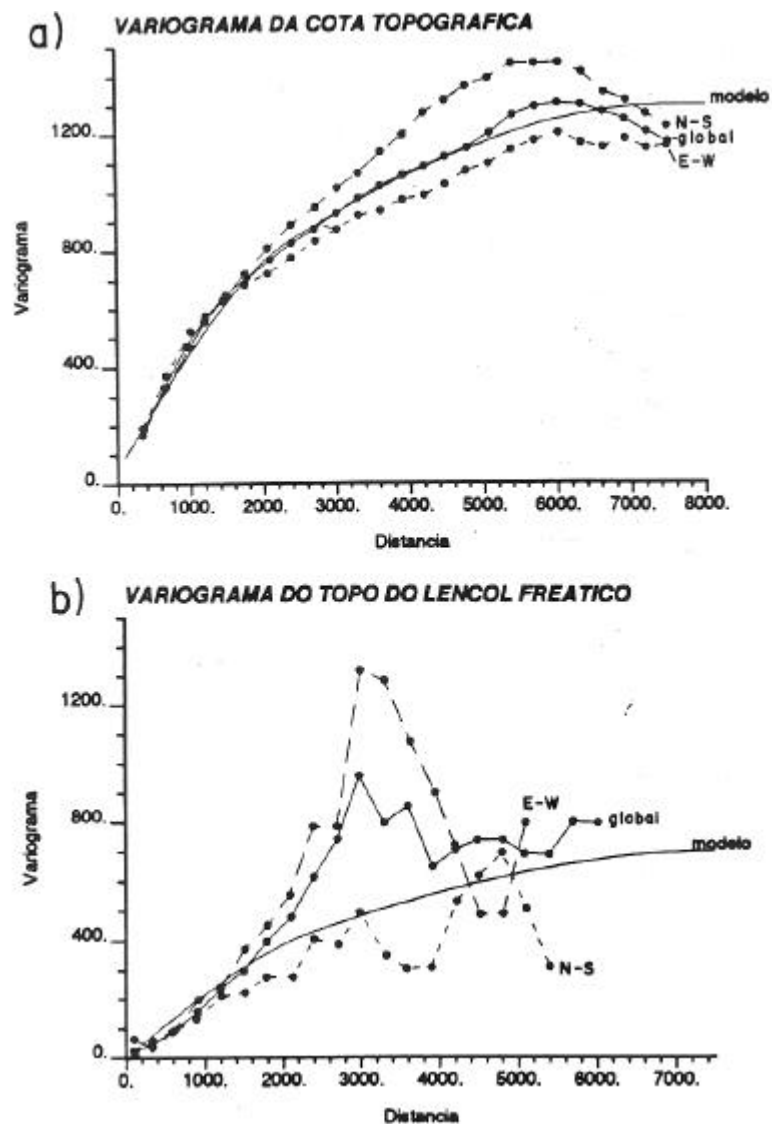 a) VARIOGRAMA DA COTA TOPOGRAFICA
Variograma
1200.
800.
400.
0.
modelo
N-S
global
E-W
0. 1000. 2000. 3000. 4000. 5000. 6000. 7000. 8000.
Distancia
b) VARIOGRAMA DO TOPO DO LENCOL FREATICO
Variograma
1200.
800.
400.
0.
E-W
global
modelo
N-S
0. 1000. 2000. 3000. 4000. 5000. 6000. 7000.
Distancia